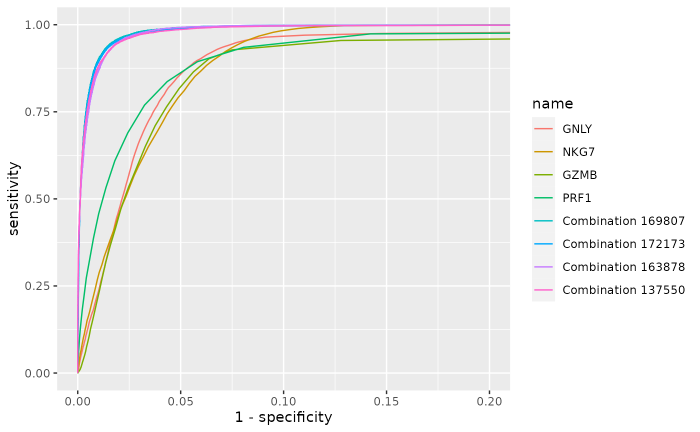 1.00
0.75
0.50
0.25
0.00
sensitivity
0.00 0.05 0.10 0.15 0.20
1 - specificity
name
GNLY
NKG7
GZMB
PRF1
Combination 169807
Combination 172173
Combination 163878
Combination 137550